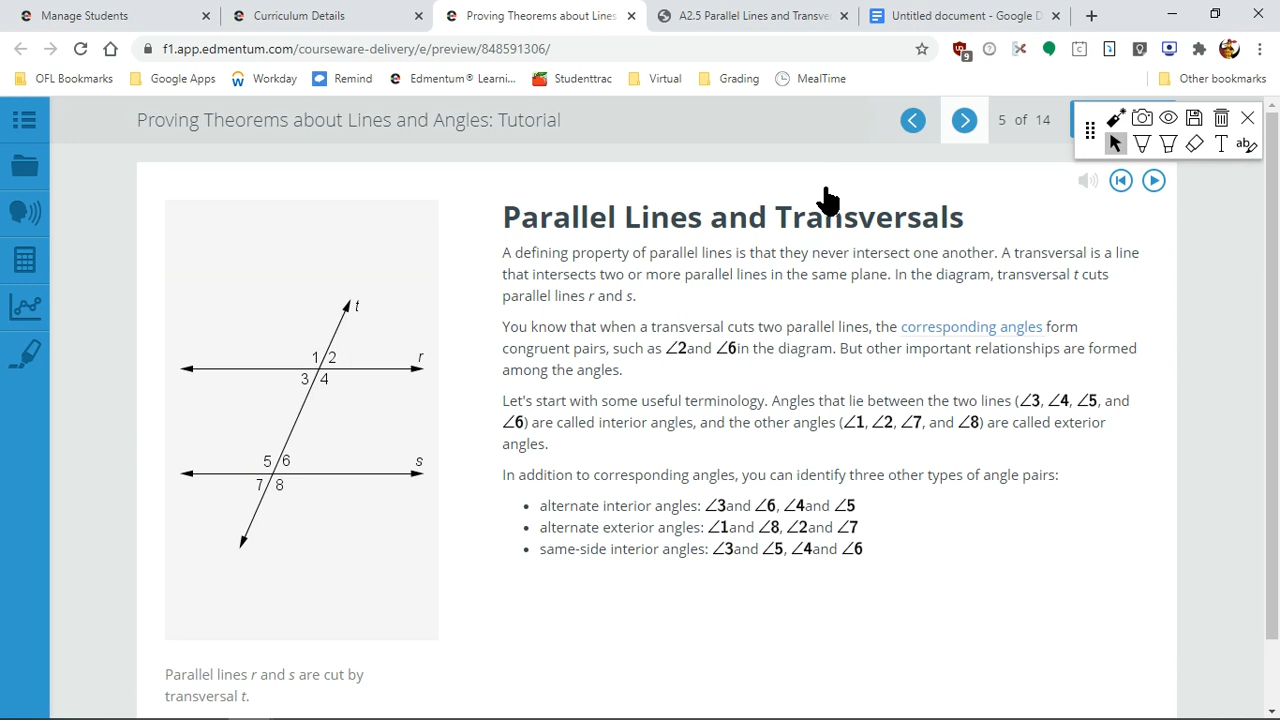 Manage Students
Curriculum Details
Proving Theorems about Lines
A2.5 Parallel Lines and Transver
Untitled document - Google D
f1.app.edmentum.com/courseware-delivery/e/preview/848591306/
9
OFL Bookmarks
Google Apps
Workday
Remind
Edmentum® Learni...
Studenttrac
Virtual
Grading
MealTime
Other bookmarks
Proving Theorems about Lines and Angles: Tutorial
5 of 14
Parallel Lines and Transversals
A defining property of parallel lines is that they never intersect one another. A transversal is a line
that intersects two or more parallel lines in the same plane. In the diagram, transversal t cuts
parallel lines r and s.
You know that when a transversal cuts two parallel lines, the corresponding angles form
congruent pairs, such as ∠2and ∠6in the diagram. But other important relationships are formed
among the angles.
Let's start with some useful terminology. Angles that lie between the two lines (∠3, ∠4, ∠5, and
∠6) are called interior angles, and the other angles (∠1, ∠2, ∠7, and ∠8) are called exterior
angles.
In addition to corresponding angles, you can identify three other types of angle pairs:
• alternate interior angles: ∠3and ∠6, ∠4and ∠5
• alternate exterior angles: ∠1and ∠8, ∠2and ∠7
• same-side interior angles: ∠3and ∠5, ∠4and ∠6
t
1 2 r
3 4
5 6 s
7 8
Parallel lines r and s are cut by
transversal t.